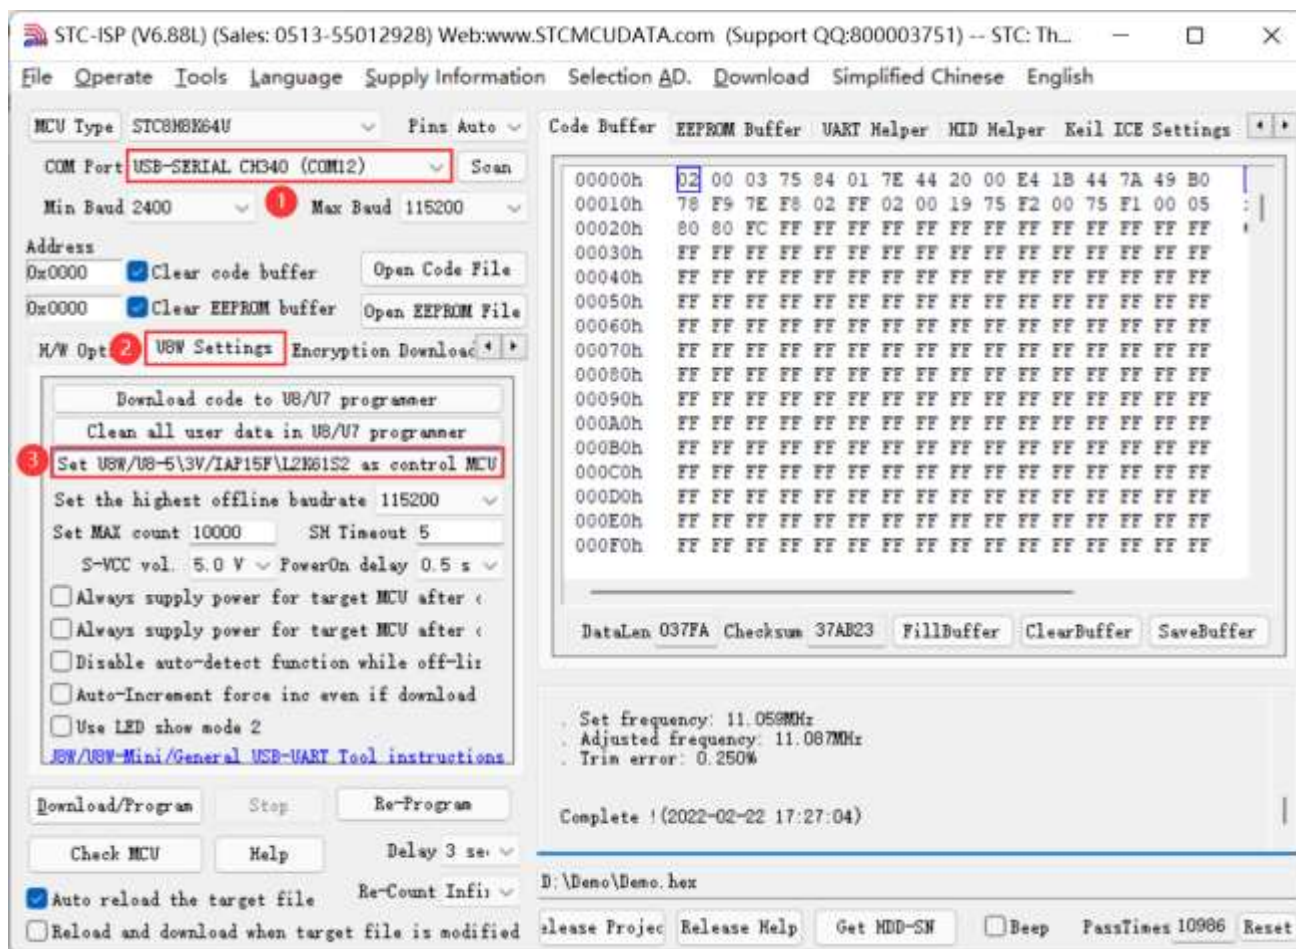 STC-ISP (V6.88L) (Sales: 0513-55012928) Web:www.STCMCUDATA.com (Support QQ:800003751) -- STC: Th...
File Operate Tools Language Supply Information Selection AD. Download Simplified Chinese English
MCU Type STC8H8K64U Pins Auto
COM Port USB-SERIAL CH340 (COM12) Scan
1
Min Baud 2400 Max Baud 115200
Address
0x0000 Clear code buffer Open Code File
0x0000 Clear EEPROM buffer Open EEPROM File
H/W Opt 2 U8W Settings Encryption Download
Download code to U8/U7 programmer
Clean all user data in U8/U7 programmer
3 Set U8W/U8-5\3V/IAP15F\L2K61S2 as control MCU
Set the highest offline baudrate 115200
Set MAX count 10000 SH Timeout 5
S-VCC vol. 5.0 V PowerOn delay 0.5 s
Always supply power for target MCU after
Always supply power for target MCU after
Disable auto-detect function while off-li
Auto-Increment force inc even if download
Use LED show mode 2
U8W/U8W-Mini/General USB-UART Tool instructions
Download/Program Stop Re-Program
Check MCU Help Delay 3 se
Auto reload the target file Re-Count Infi
Reload and download when target file is modified
Code Buffer EEPROM Buffer UART Helper HID Helper Keil ICE Settings
00000h 02 00 03 75 84 01 7E 44 20 00 E4 1B 44 7A 49 B0
00010h 78 F9 7E F8 02 FF 02 00 19 75 F2 00 75 F1 00 05
00020h 80 80 FC FF FF FF FF FF FF FF FF FF FF FF FF FF
00030h FF FF FF FF FF FF FF FF FF FF FF FF FF FF FF FF
00040h FF FF FF FF FF FF FF FF FF FF FF FF FF FF FF FF
00050h FF FF FF FF FF FF FF FF FF FF FF FF FF FF FF FF
00060h FF FF FF FF FF FF FF FF FF FF FF FF FF FF FF FF
00070h FF FF FF FF FF FF FF FF FF FF FF FF FF FF FF FF
00080h FF FF FF FF FF FF FF FF FF FF FF FF FF FF FF FF
00090h FF FF FF FF FF FF FF FF FF FF FF FF FF FF FF FF
000A0h FF FF FF FF FF FF FF FF FF FF FF FF FF FF FF FF
000B0h FF FF FF FF FF FF FF FF FF FF FF FF FF FF FF FF
000C0h FF FF FF FF FF FF FF FF FF FF FF FF FF FF FF FF
000D0h FF FF FF FF FF FF FF FF FF FF FF FF FF FF FF FF
000E0h FF FF FF FF FF FF FF FF FF FF FF FF FF FF FF FF
000F0h FF FF FF FF FF FF FF FF FF FF FF FF FF FF FF FF
DataLen 037FA Checksum 37AB23 FillBuffer ClearBuffer SaveBuffer
. Set frequency: 11.059MHz
. Adjusted frequency: 11.087MHz
. Trim error: 0.250%
Complete !(2022-02-22 17:27:04)
D:\Demo\Demo.hex
elease Projec Release Help Get HDD-SN Beep PassTimes 10986 Reset